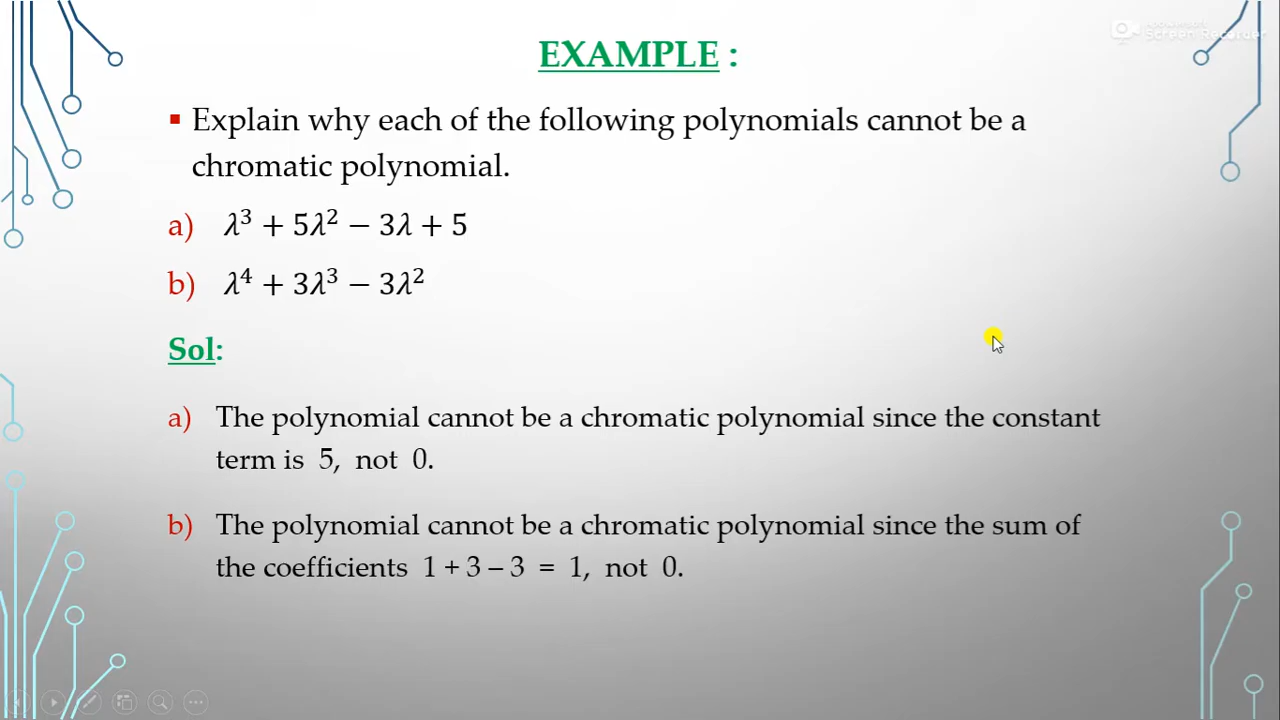 Screen Recorder
EXAMPLE :
▪ Explain why each of the following polynomials cannot be a
chromatic polynomial.
a) λ³ + 5λ² − 3λ + 5
b) λ⁴ + 3λ³ − 3λ²
Sol:
a) The polynomial cannot be a chromatic polynomial since the constant
term is 5, not 0.
b) The polynomial cannot be a chromatic polynomial since the sum of
the coefficients 1 + 3 – 3 = 1, not 0.